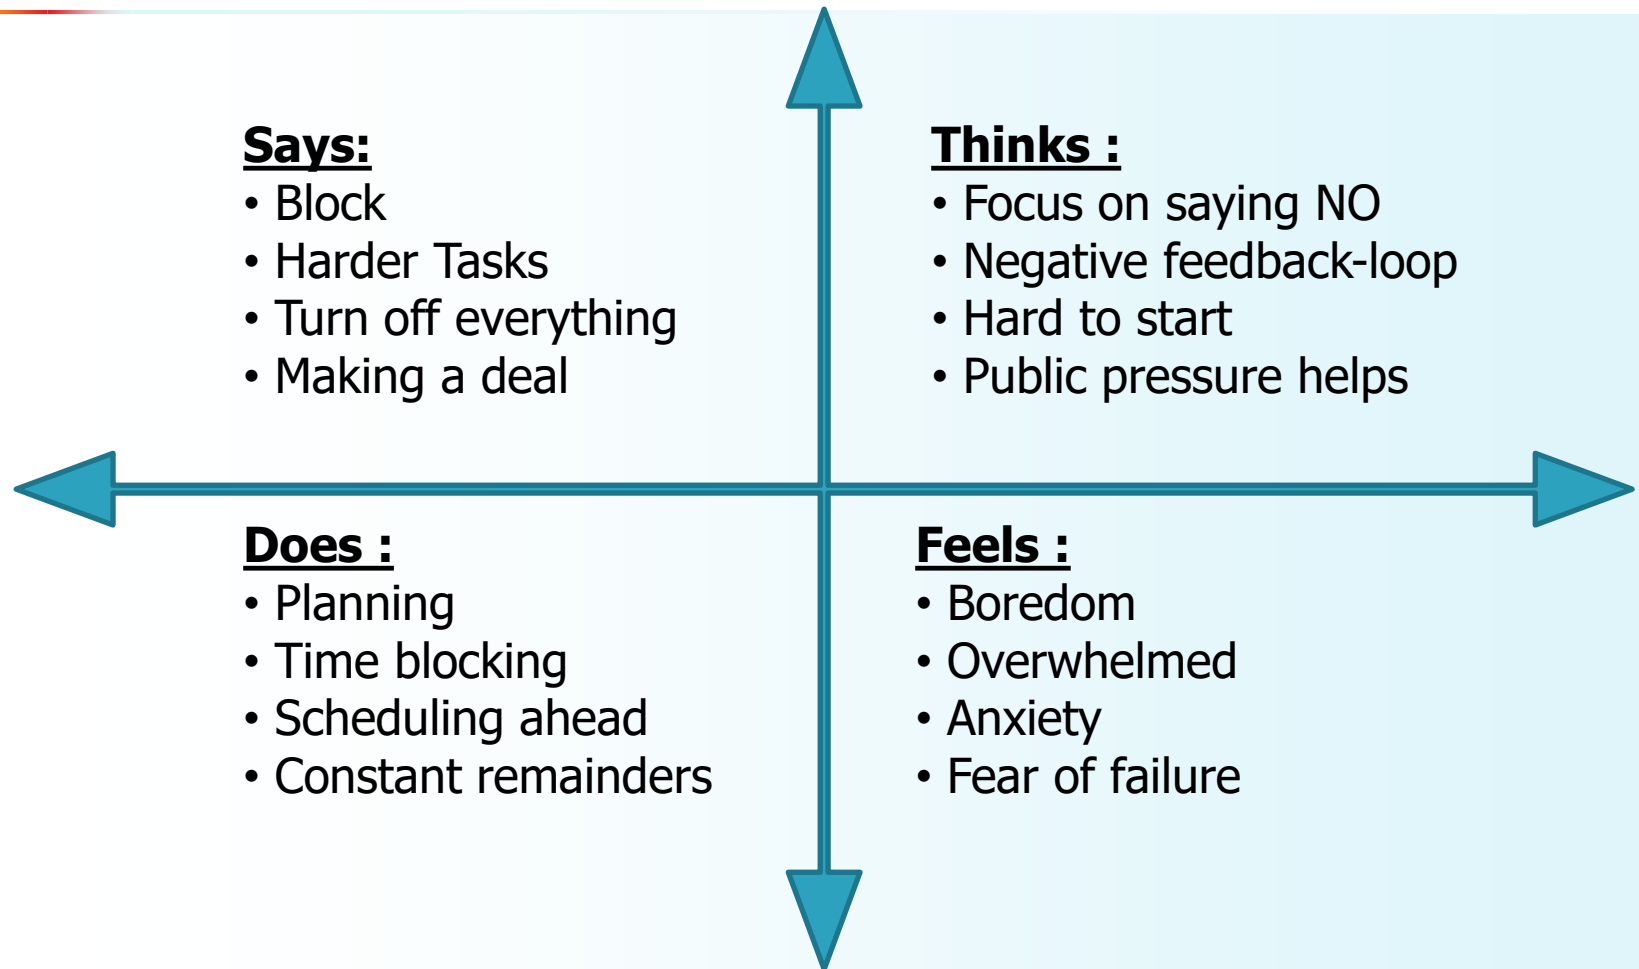 Says:
• Block
• Harder Tasks
• Turn off everything
• Making a deal
Thinks :
• Focus on saying NO
• Negative feedback-loop
• Hard to start
• Public pressure helps
Does :
• Planning
• Time blocking
• Scheduling ahead
• Constant remainders
Feels :
• Boredom
• Overwhelmed
• Anxiety
• Fear of failure